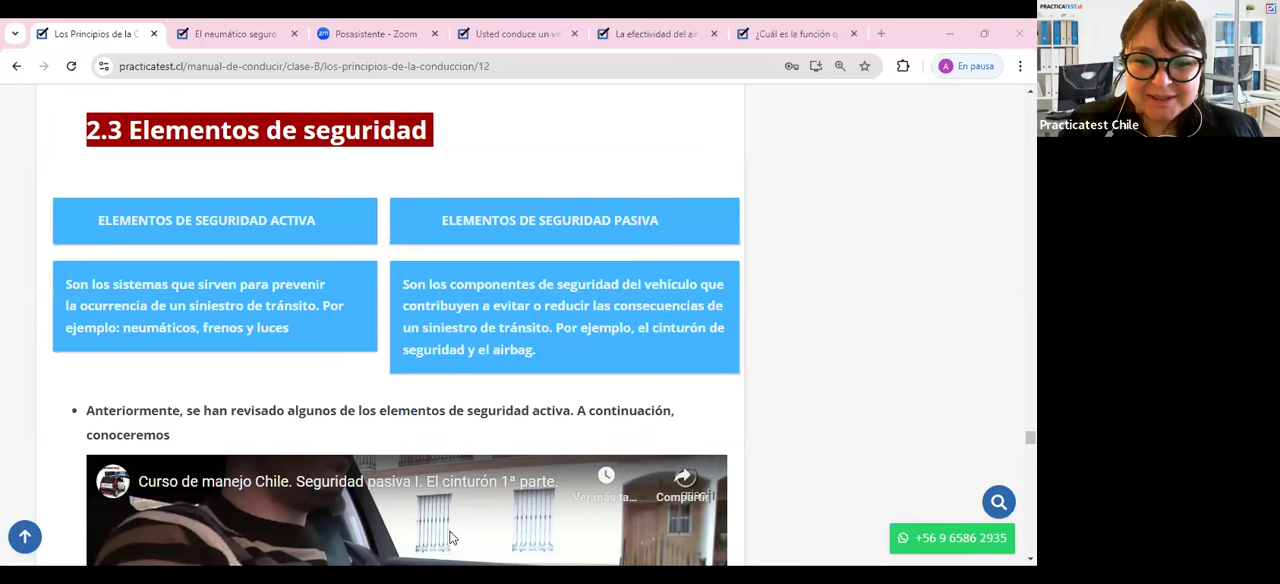 Los Principios de la C
El neumático seguro
Posasistente - Zoom
Usted conduce un ve
La efectividad del ai
¿Cuál es la función q
practicatest.cl/manual-de-conducir/clase-B/los-principios-de-la-conduccion/12
A
En pausa
PRACTICATEST.cl
Practicatest Chile
2.3 Elementos de seguridad
ELEMENTOS DE SEGURIDAD ACTIVA
ELEMENTOS DE SEGURIDAD PASIVA
Son los sistemas que sirven para prevenir
la ocurrencia de un siniestro de tránsito. Por
ejemplo: neumáticos, frenos y luces
Son los componentes de seguridad del vehículo que
contribuyen a evitar o reducir las consecuencias de
un siniestro de tránsito. Por ejemplo, el cinturón de
seguridad y el airbag.
• Anteriormente, se han revisado algunos de los elementos de seguridad activa. A continuación,
conoceremos
Curso de manejo Chile. Seguridad pasiva I. El cinturón 1ª parte.
Ver más ta...
Compartir
+56 9 6586 2935